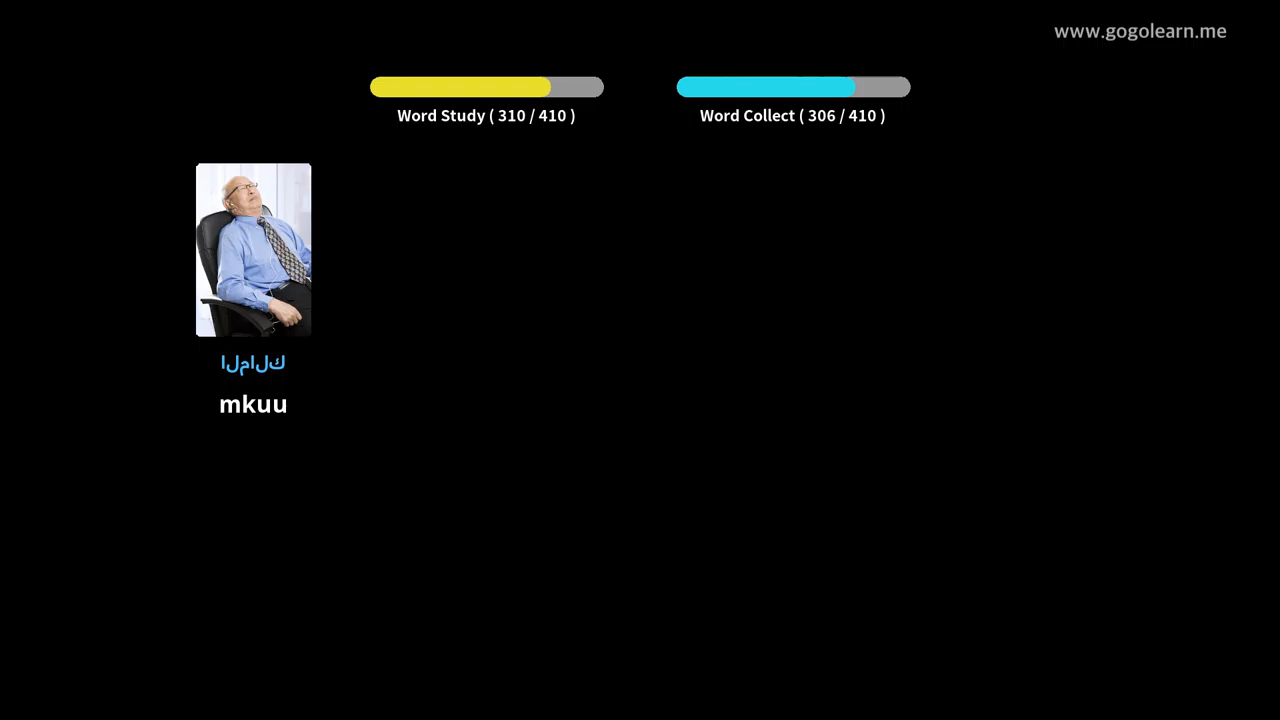 www.gogolearn.me
Word Study ( 310 / 410 )
Word Collect ( 306 / 410 )
المالك
mkuu